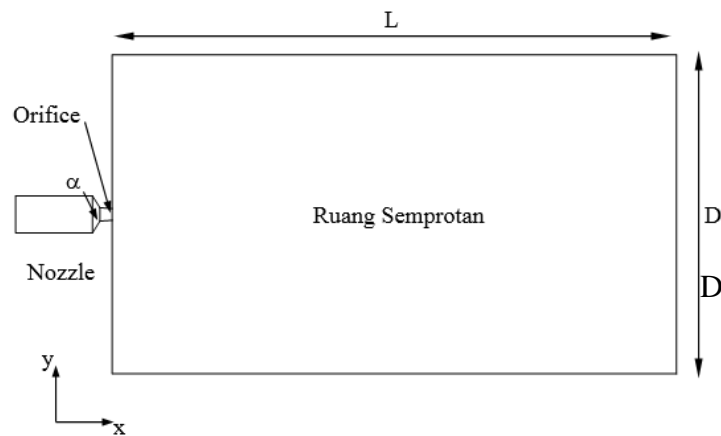 L
Orifice
α
Ruang Semprotan
D
Nozzle
D
y
x